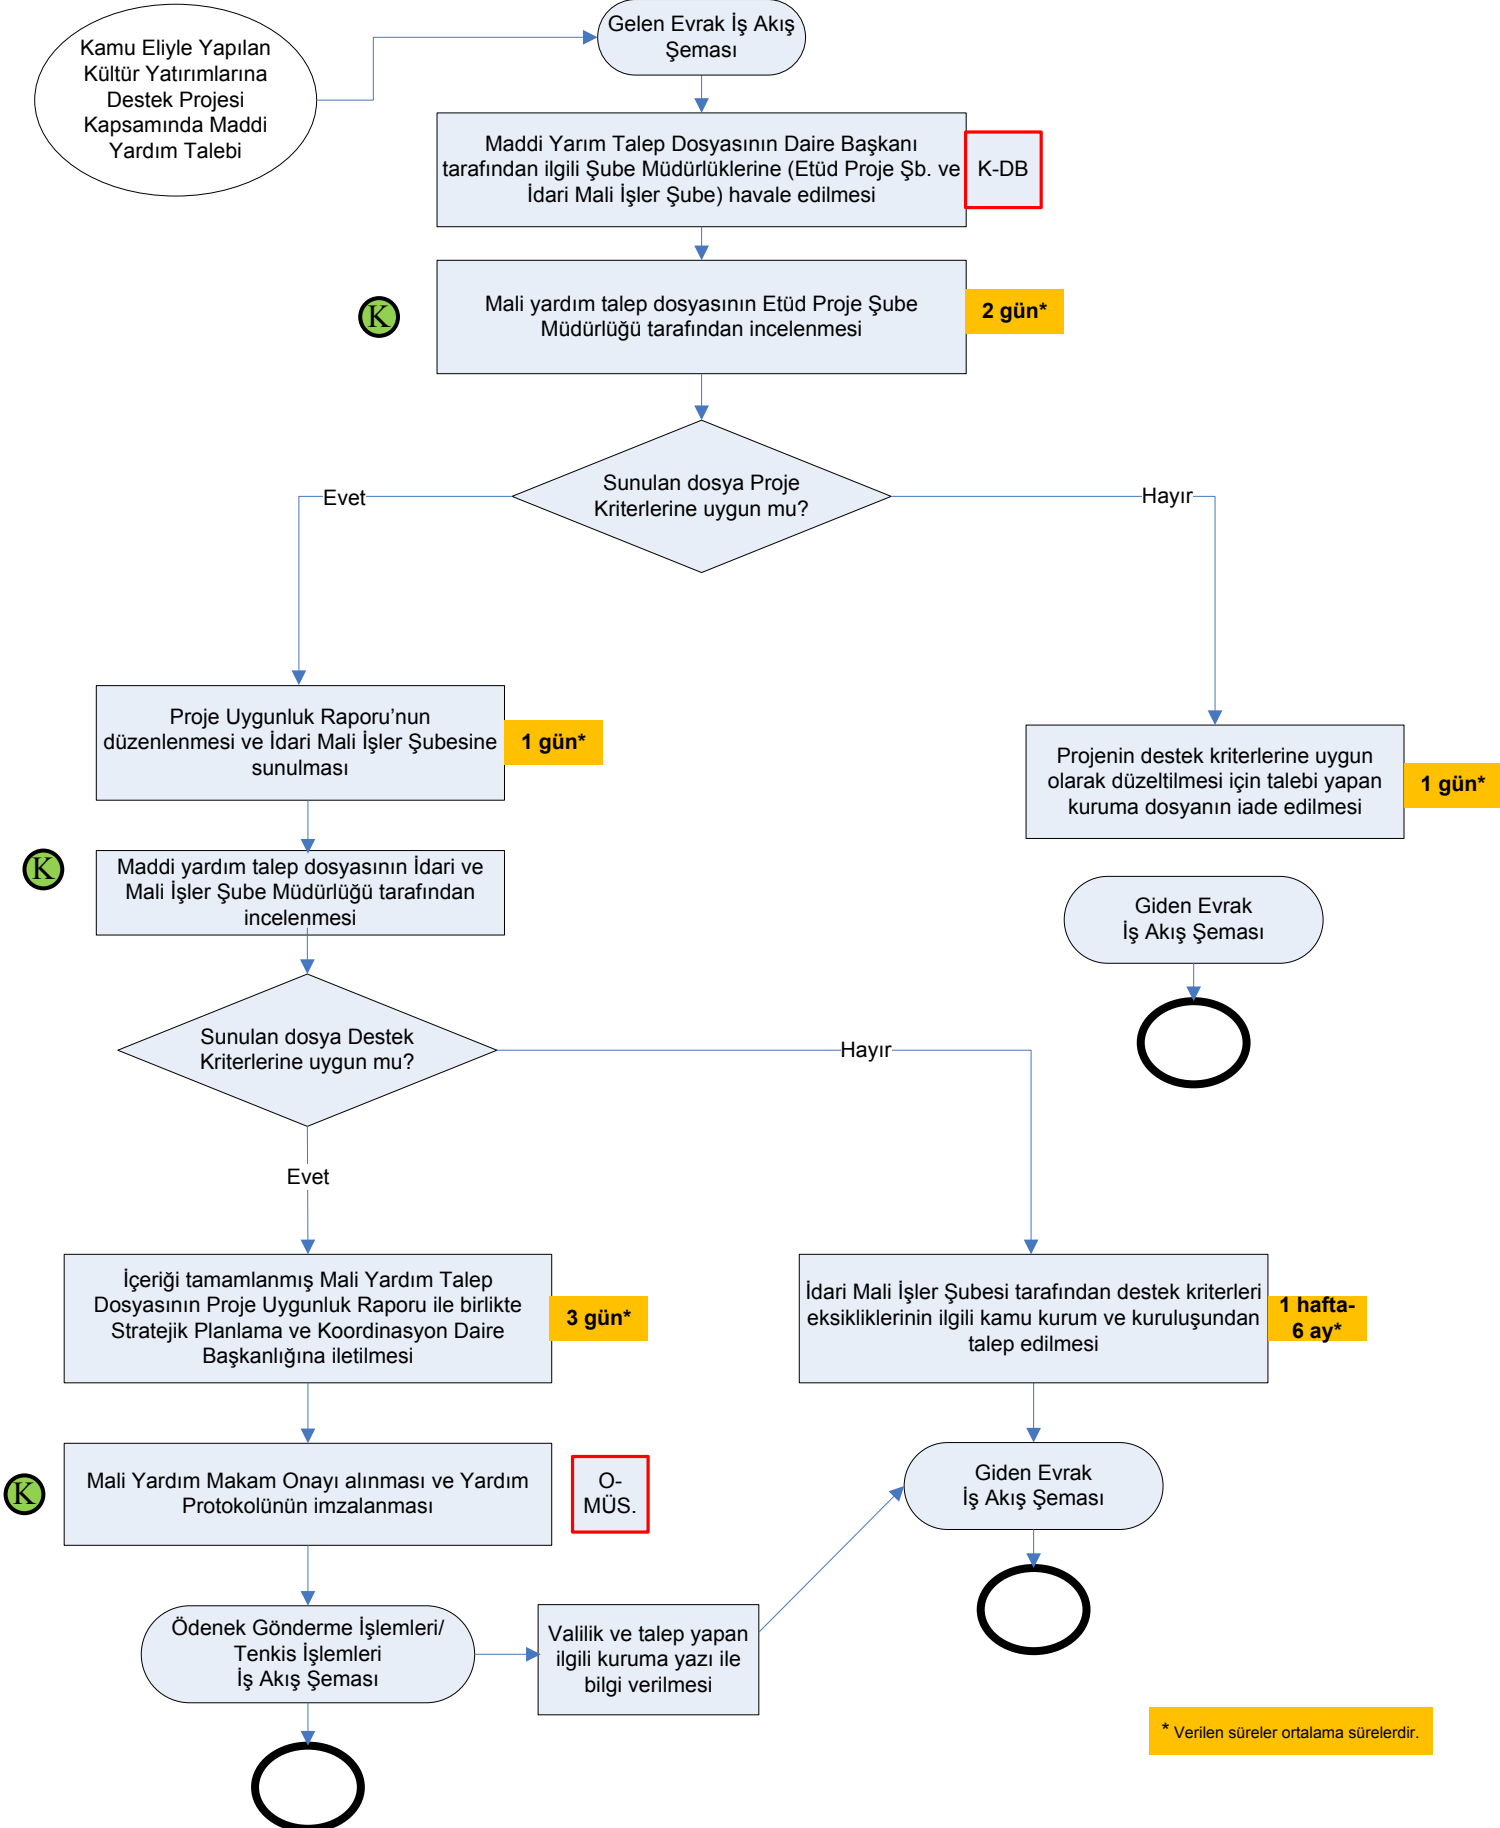 Kamu Eliyle Yapılan
Kültür Yatırımlarına
Destek Projesi
Kapsamında Maddi
Yardım Talebi
Gelen Evrak İş Akış
Şeması
Maddi Yarım Talep Dosyasının Daire Başkanı
tarafından ilgili Şube Müdürlüklerine (Etüd Proje Şb. ve
İdari Mali İşler Şube) havale edilmesi
K-DB
K
Mali yardım talep dosyasının Etüd Proje Şube
Müdürlüğü tarafından incelenmesi
2 gün*
Sunulan dosya Proje
Kriterlerine uygun mu?
Evet
Hayır
Proje Uygunluk Raporu’nun
düzenlenmesi ve İdari Mali İşler Şubesine
sunulması
1 gün*
Projenin destek kriterlerine uygun
olarak düzeltilmesi için talebi yapan
kuruma dosyanın iade edilmesi
1 gün*
K
Maddi yardım talep dosyasının İdari ve
Mali İşler Şube Müdürlüğü tarafından
incelenmesi
Giden Evrak
İş Akış Şeması
Sunulan dosya Destek
Kriterlerine uygun mu?
Hayır
Evet
İçeriği tamamlanmış Mali Yardım Talep
Dosyasının Proje Uygunluk Raporu ile birlikte
Stratejik Planlama ve Koordinasyon Daire
Başkanlığına iletilmesi
3 gün*
İdari Mali İşler Şubesi tarafından destek kriterleri
eksikliklerinin ilgili kamu kurum ve kuruluşundan
talep edilmesi
1 hafta-
6 ay*
K
Mali Yardım Makam Onayı alınması ve Yardım
Protokolünün imzalanması
O-
MÜS.
Giden Evrak
İş Akış Şeması
Ödenek Gönderme İşlemleri/
Tenkis İşlemleri
İş Akış Şeması
Valilik ve talep yapan
ilgili kuruma yazı ile
bilgi verilmesi
* Verilen süreler ortalama sürelerdir.